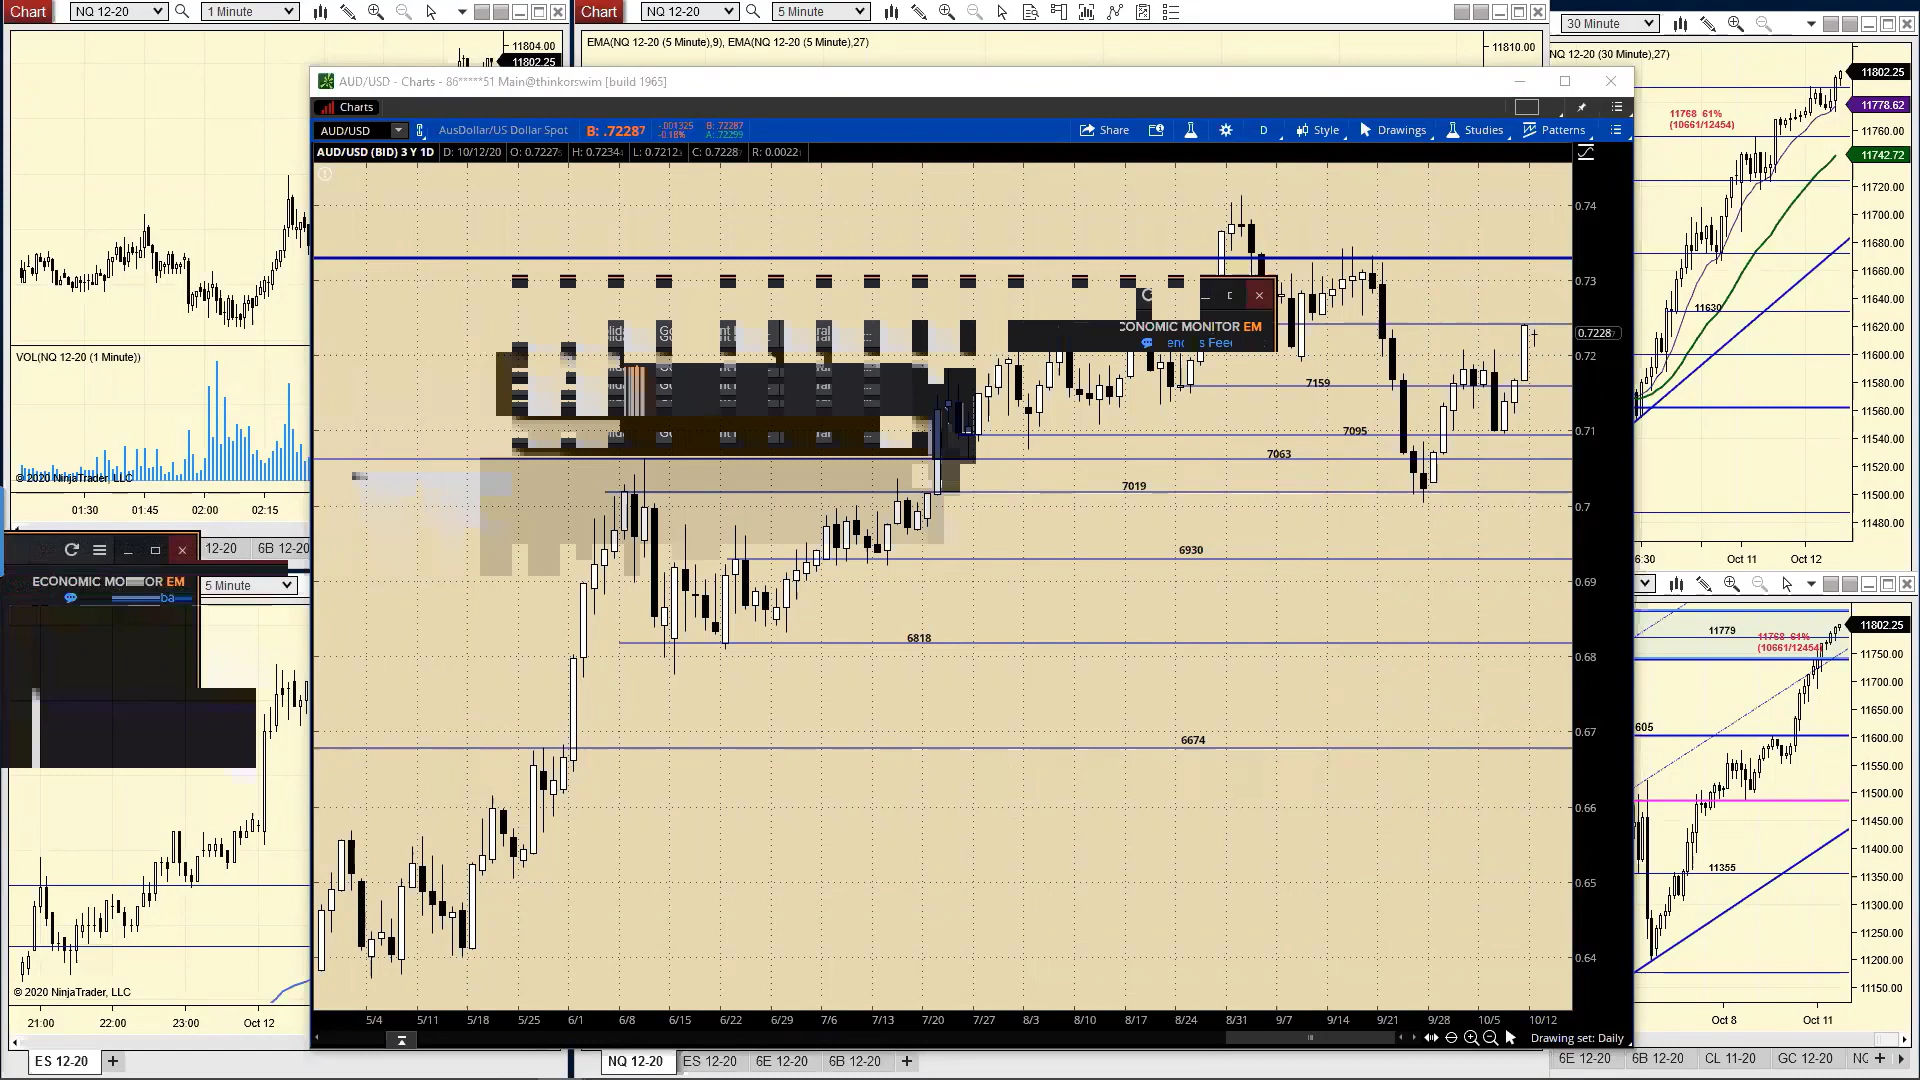 Chart
NQ 12-20
1 Minute
Chart
NQ 12-20
5 Minute
30 Minute
11804.00
11802.25
EMA(NQ 12-20 (5 Minute),9), EMA(NQ 12-20 (5 Minute),27)
11810.00
NQ 12-20 (30 Minute),27)
AUD/USD - Charts - 86*****51 Main@thinkorswim [build 1965]
Charts
AUD/USD
AusDollar/US Dollar Spot
B: .72287
-.001325
-0.18%
B: .72287
A: .72299
Share
D
Style
Drawings
Studies
Patterns
AUD/USD (BID) 3 Y 1D
D: 10/12/20
O: 0.7227
H: 0.7234
L: 0.7212
C: 0.7228
R: 0.0022
0.74
0.73
0.7228
0.72
0.71
0.7
0.69
0.68
0.67
0.66
0.65
0.64
ECONOMIC MONITOR EM
7159
7095
7063
7019
6930
6818
6674
5/4
5/11
5/18
5/25
6/1
6/8
6/15
6/22
6/29
7/6
7/13
7/20
7/27
8/3
8/10
8/17
8/24
8/31
9/7
9/14
9/21
9/28
10/5
10/12
Drawing set: Daily
VOL(NQ 12-20 (1 Minute))
© 2020 NinjaTrader, LLC
01:30
01:45
02:00
02:15
12-20
6B 12-20
5 Minute
© 2020 NinjaTrader, LLC
21:00
22:00
23:00
Oct 12
ES 12-20
+
NQ 12-20
ES 12-20
6E 12-20
6B 12-20
+
11802.25
11778.62
11768 61%
(10661/12454)
11760.00
11742.72
11720.00
11700.00
11680.00
11660.00
11640.00
11630
11620.00
11600.00
11580.00
11560.00
11540.00
11520.00
11500.00
11480.00
6:30
Oct 11
Oct 12
11802.25
11779
11768 61%
(10661/12454)
11750.00
11700.00
11650.00
605
11600.00
11550.00
11500.00
11450.00
11400.00
11355
11350.00
11300.00
11250.00
11200.00
11150.00
Oct 8
Oct 11
6E 12-20
6B 12-20
CL 11-20
GC 12-20
+